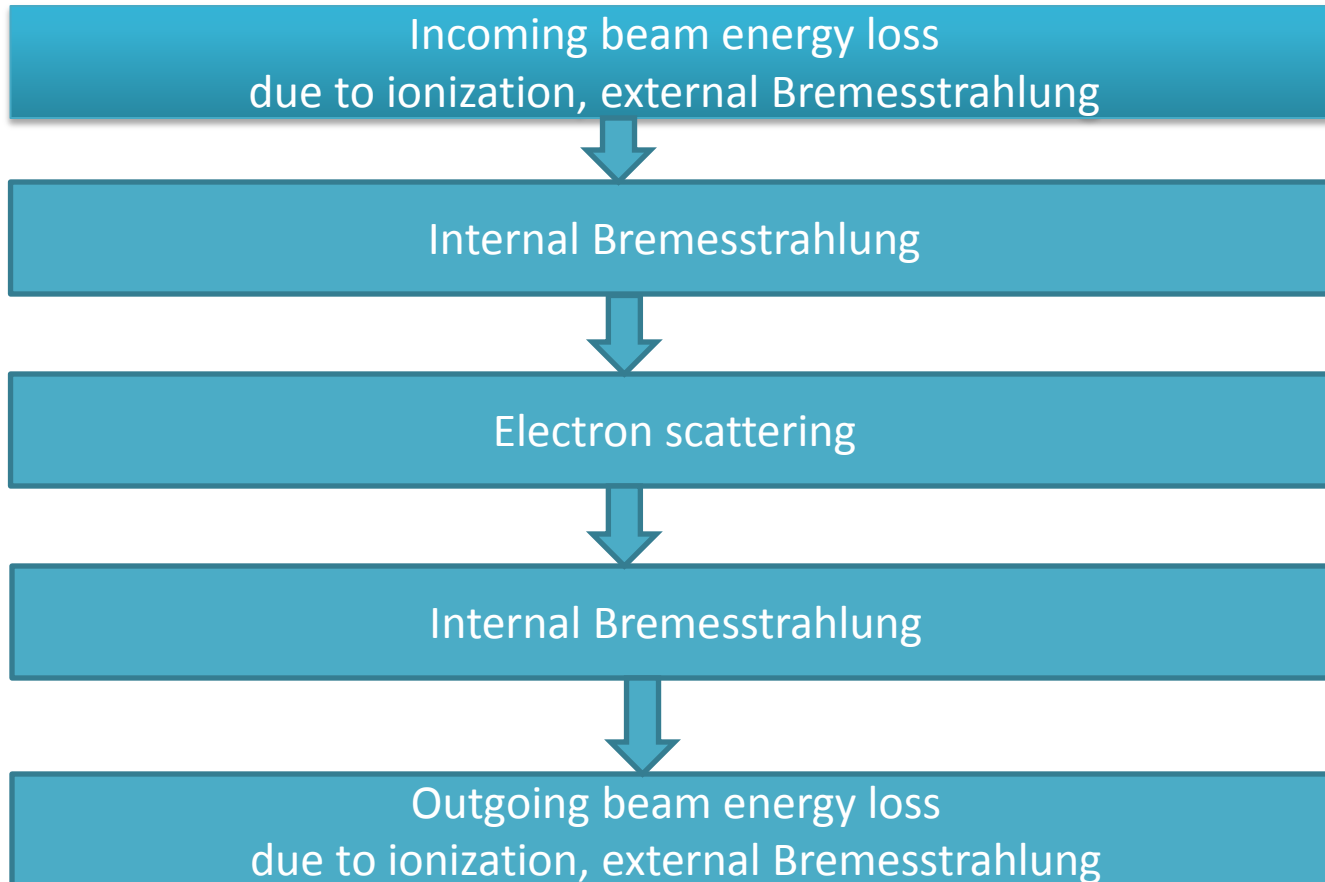 Incoming beam energy loss
due to ionization, external Bremesstrahlung
Internal Bremesstrahlung
Electron scattering
Internal Bremesstrahlung
Outgoing beam energy loss
due to ionization, external Bremesstrahlung